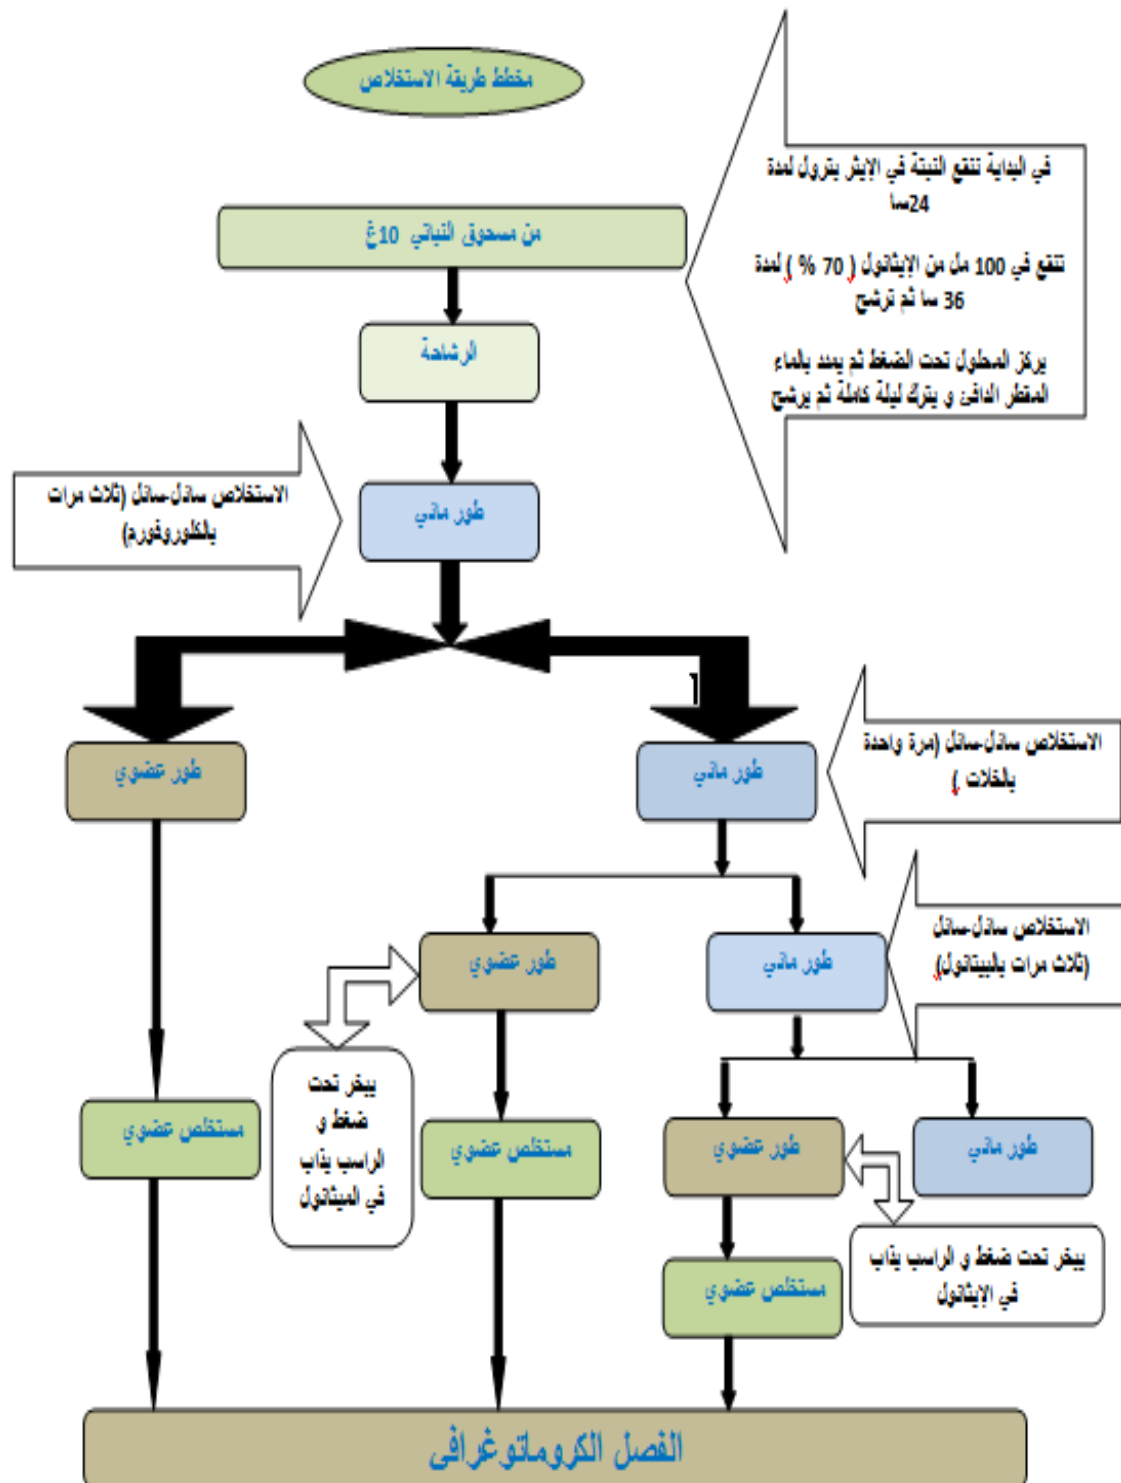 مخطط طريقة الاستخلاص
في البداية تنقع النبتة في الإيثر بترول لمدة
24سا
تنقع في 100 مل من الإيثانول ( 70 % ) لمدة
36 سا ثم ترشح
يركز المحلول تحت الضغط ثم يمدد بالماء
المقطر الدافئ و يترك ليلة كاملة ثم يرشح
من مسحوق النباتي 10غ
الرشاحة
الاستخلاص سائل-سائل (ثلاث مرات
بالكلوروفورم)
طور مائي
الاستخلاص سائل-سائل (مرة واحدة
بالخلات .)
طور مائي
طور عضوي
الاستخلاص سائل-سائل
(ثلاث مرات بالبيتانول)
طور مائي
طور عضوي
يبخر تحت
ضغط و
الراسب يذاب
في الميثانول
طور مائي
طور عضوي
مستخلص عضوي
مستخلص عضوي
يبخر تحت ضغط و الراسب يذاب
في الإيثانول
مستخلص عضوي
الفصل الكروماتوغرافي